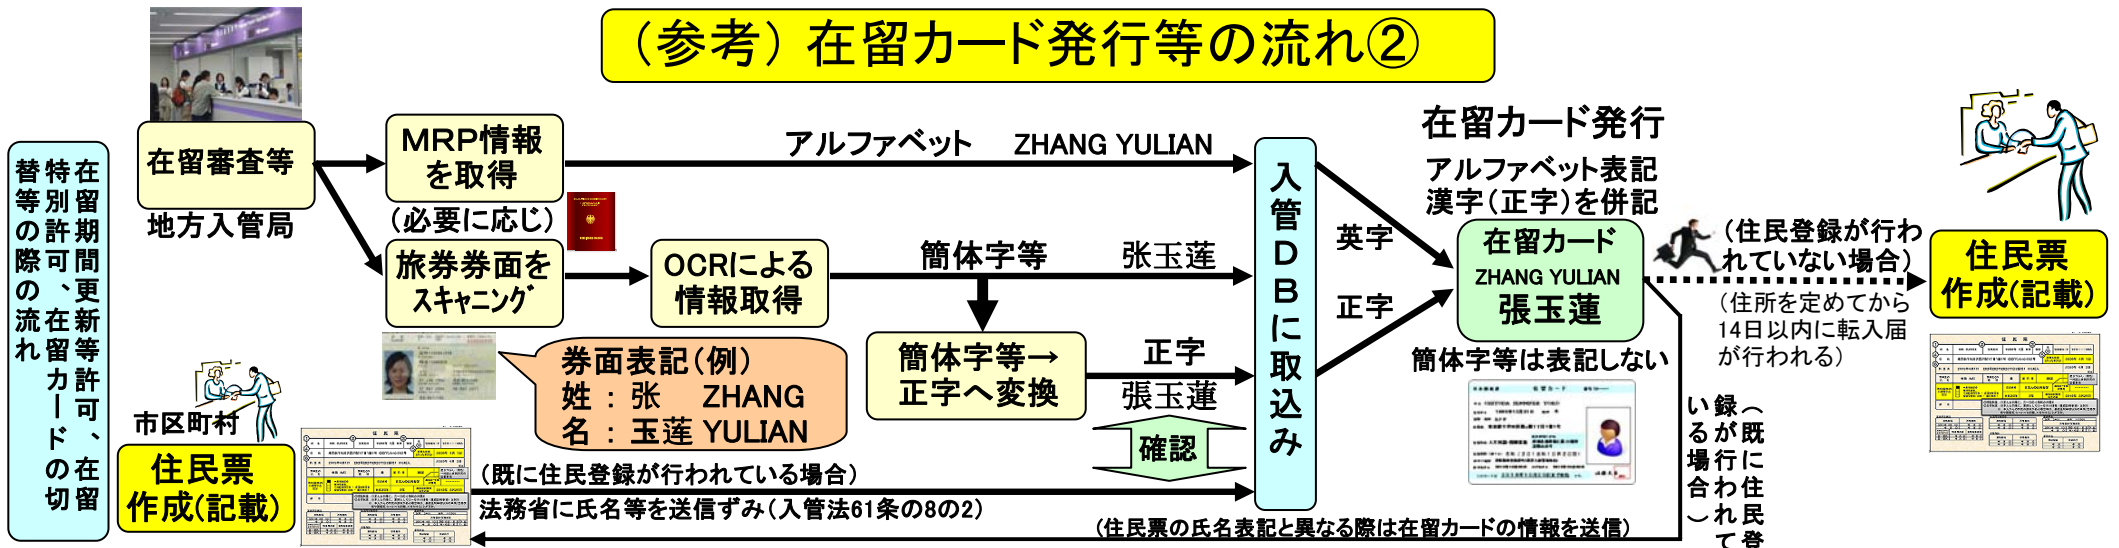 （参考）在留カード発行等の流れ②
在留期間更新等許可、在留
特別許可、在留カードの切
替等の際の流れ
在留審査等
地方入管局
MRP情報
を取得
（必要に応じ）
旅券券面を
スキャニング
アルファベット ZHANG YULIAN
OCRによる
情報取得
簡体字等 张玉莲
簡体字等→
正字へ変換
正字
張玉蓮
確認
券面表記（例）
姓：张 ZHANG
名：玉莲 YULIAN
入管DBに取込み
英字
正字
在留カード発行
アルファベット表記
漢字（正字）を併記
在留カード
ZHANG YULIAN
張玉蓮
簡体字等は表記しない
（住民登録が行わ
れていない場合）
（住所を定めてから
14日以内に転入届
が行われる）
住民票
作成(記載)
市区町村
住民票
作成(記載)
（既に住民登録が行われている場合）
法務省に氏名等を送信ずみ（入管法61条の8の2）
（住民票の氏名表記と異なる際は在留カードの情報を送信）
（既に住民登
録が行われて
いる場合）
住民票
住民票
在留カード